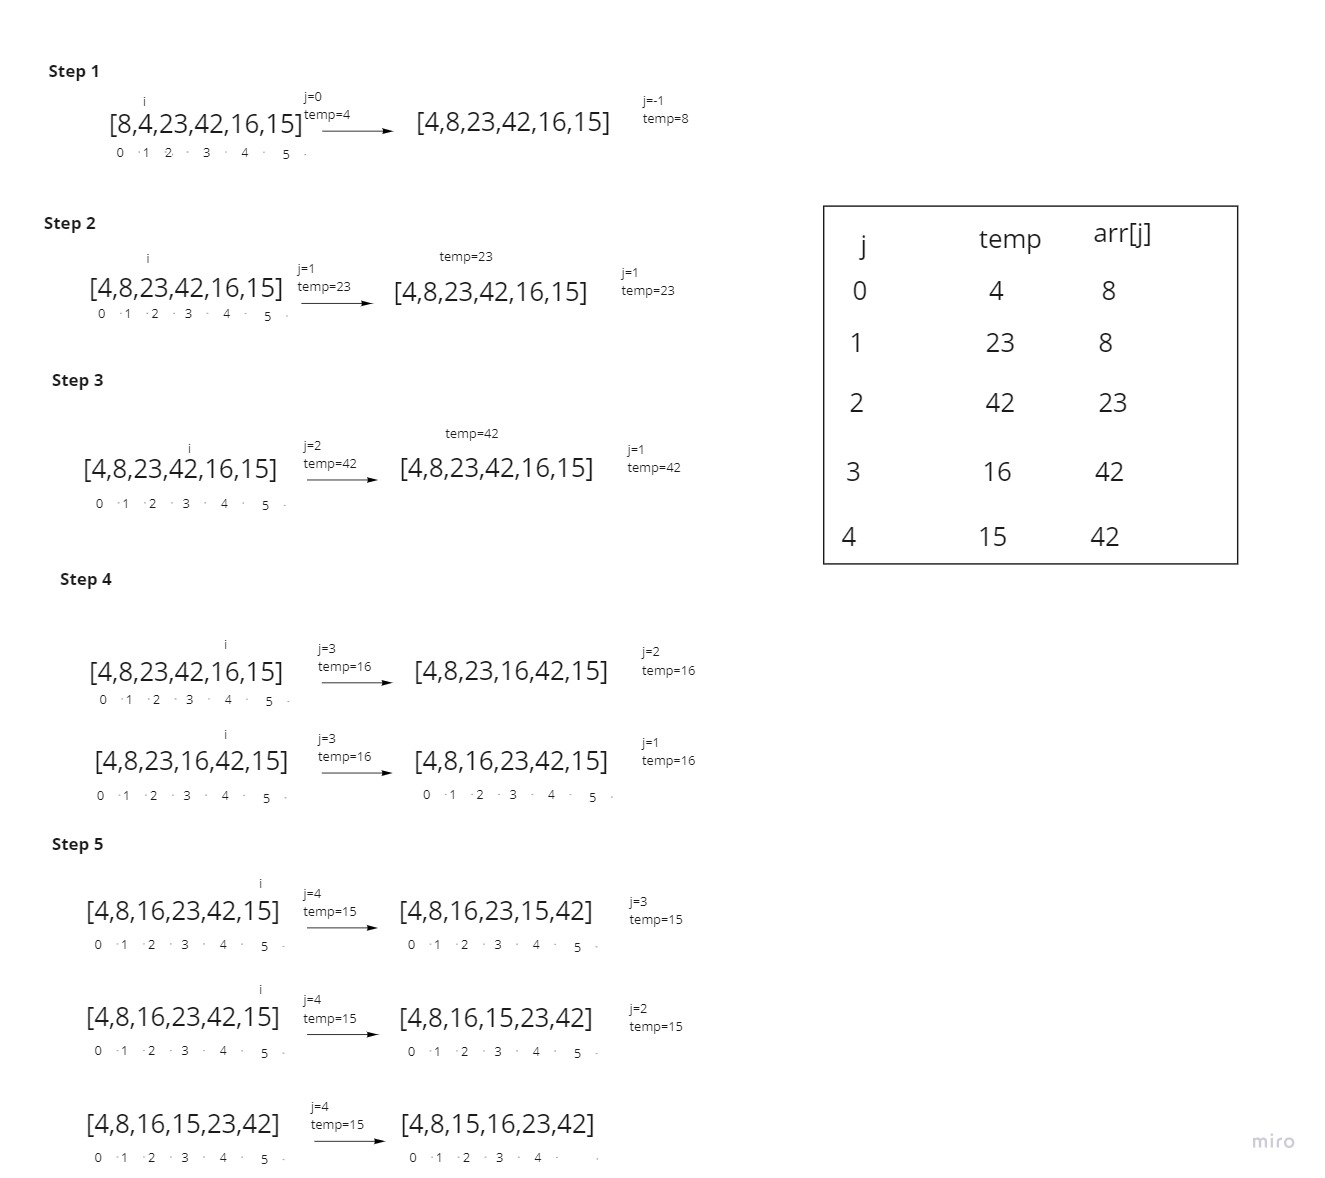 Step 1
i
[8,4,23,42,16,15]
0 1 2 3 4 5
j=0
temp=4
[4,8,23,42,16,15]
j=-1
temp=8
Step 2
i
[4,8,23,42,16,15]
0 1 2 3 4 5
j=1
temp=23
temp=23
[4,8,23,42,16,15]
j=1
temp=23
Step 3
i
[4,8,23,42,16,15]
0 1 2 3 4 5
j=2
temp=42
temp=42
[4,8,23,42,16,15]
j=1
temp=42
Step 4
i
[4,8,23,42,16,15]
0 1 2 3 4 5
j=3
temp=16
[4,8,23,16,42,15]
j=2
temp=16
i
[4,8,23,16,42,15]
0 1 2 3 4 5
j=3
temp=16
[4,8,16,23,42,15]
0 1 2 3 4 5
j=1
temp=16
Step 5
i
[4,8,16,23,42,15]
0 1 2 3 4 5
j=4
temp=15
[4,8,16,23,15,42]
0 1 2 3 4 5
j=3
temp=15
i
[4,8,16,23,42,15]
0 1 2 3 4 5
j=4
temp=15
[4,8,16,15,23,42]
0 1 2 3 4 5
j=2
temp=15
[4,8,16,15,23,42]
0 1 2 3 4 5
j=4
temp=15
[4,8,15,16,23,42]
0 1 2 3 4
j temp arr[j]
0 4 8
1 23 8
2 42 23
3 16 42
4 15 42
miro